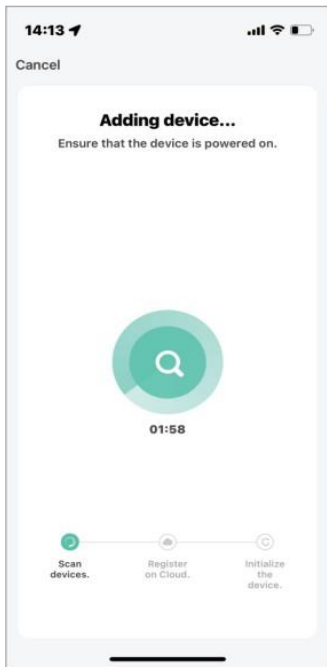 14:13
Cancel
Adding device...
Ensure that the device is powered on.
01:58
Scan
devices.
Register
on Cloud.
Initialize
the
device.